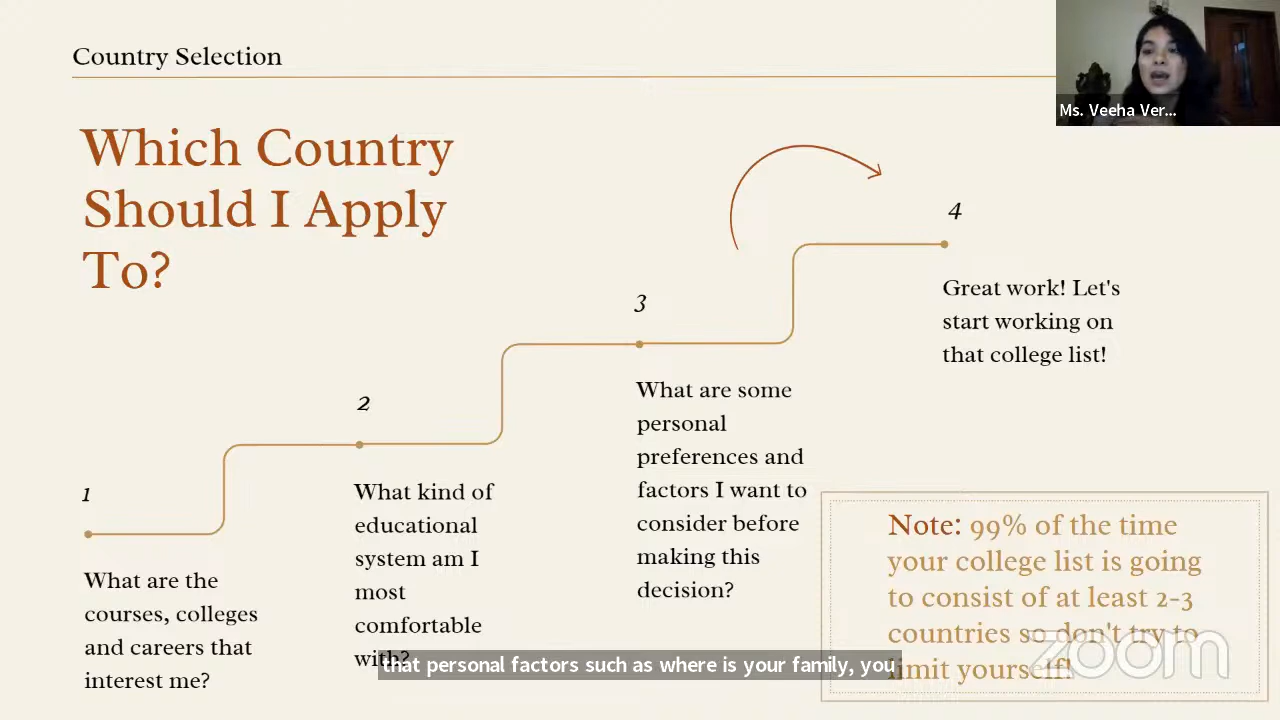 Country Selection
Ms. Veeha Ver...
Which Country
Should I Apply
To?
4
Great work! Let's
start working on
that college list!
3
What are some
personal
preferences and
factors I want to
consider before
making this
decision?
2
What kind of
educational
system am I
most
comfortable
with?
1
What are the
courses, colleges
and careers that
interest me?
Note: 99% of the time
your college list is going
to consist of at least 2-3
countries so don't try to
limit yourself!
zoom
that personal factors such as where is your family, you